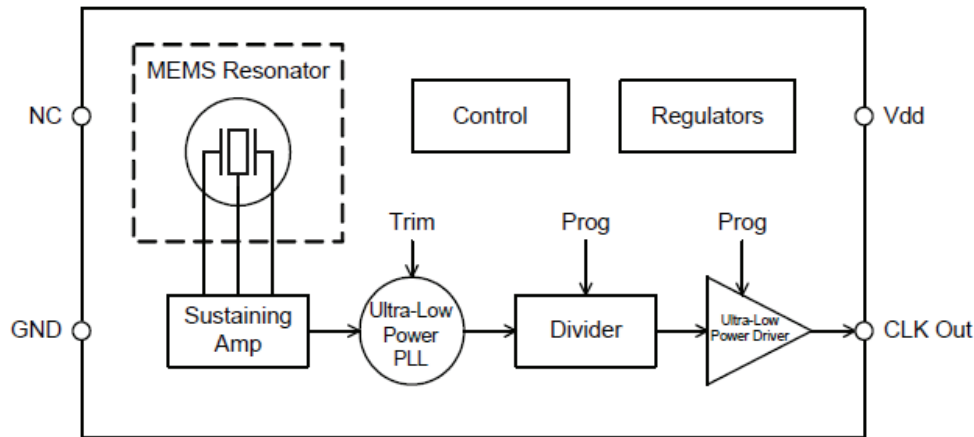 MEMS Resonator
NC
Control
Regulators
Vdd
Trim
Prog
Prog
GND
Sustaining
Amp
Ultra-Low
Power
PLL
Divider
Ultra-Low
Power Driver
CLK Out